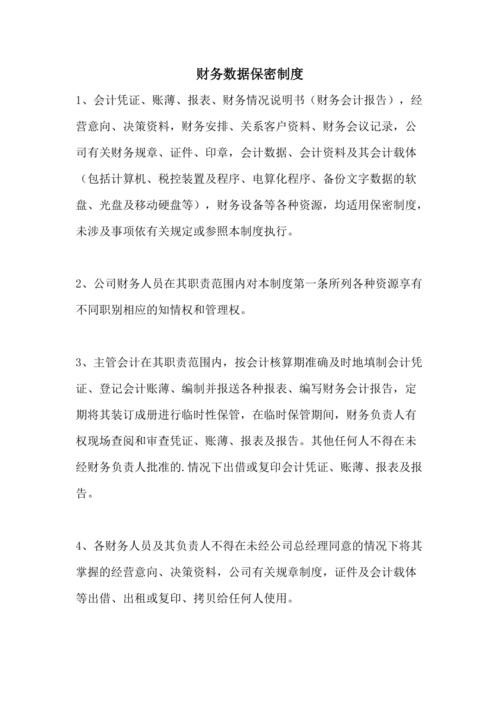 财务数据保密制度
1、会计凭证、账薄、报表、财务情况说明书（财务会计报告），经
营意向、决策资料，财务安排、关系客户资料、财务会议记录，公
司有关财务规章、证件、印章，会计数据、会计资料及其会计载体
（包括计算机、税控装置及程序、电算化程序、备份文字数据的软
盘、光盘及移动硬盘等），财务设备等各种资源，均适用保密制度，
未涉及事项依有关规定或参照本制度执行。
2、公司财务人员在其职责范围内对本制度第一条所列各种资源享有
不同职别相应的知情权和管理权。
3、主管会计在其职责范围内，按会计核算期准确及时地填制会计凭
证、登记会计账薄、编制并报送各种报表、编写财务会计报告，定
期将其装订成册进行临时性保管，在临时保管期间，财务负责人有
权现场查阅和审查凭证、账薄、报表及报告。其他任何人不得在未
经财务负责人批准的.情况下出借或复印会计凭证、账薄、报表及报
告。
4、各财务人员及其负责人不得在未经公司总经理同意的情况下将其
掌握的经营意向、决策资料，公司有关规章制度，证件及会计载体
等出借、出租或复印、拷贝给任何人使用。